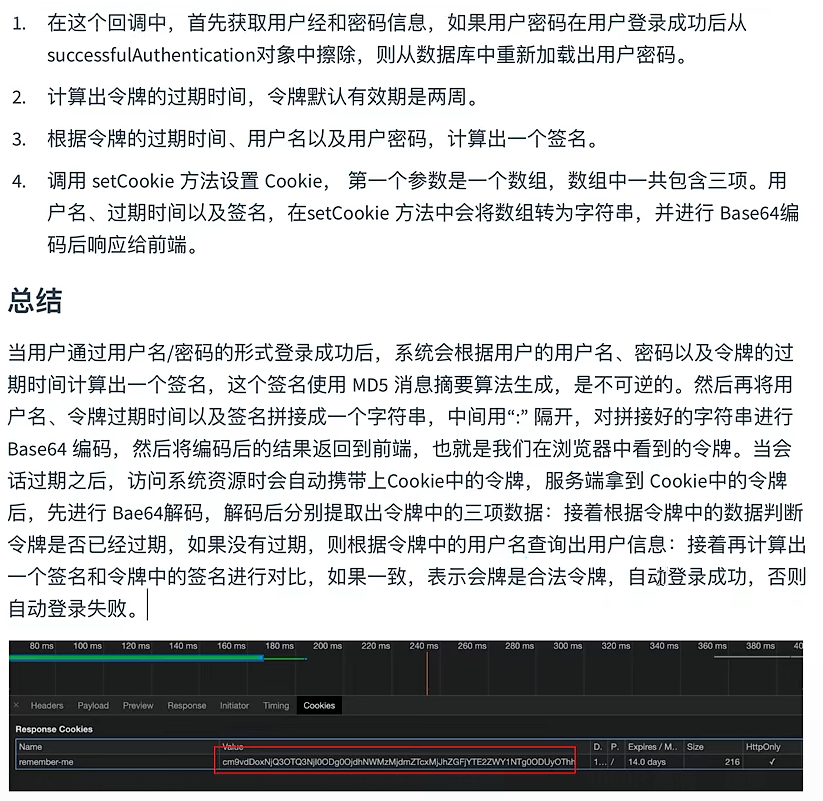 1. 在这个回调中，首先获取用户经和密码信息，如果用户密码在用户登录成功后从
successfulAuthentication对象中擦除，则从数据库中重新加载出用户密码。
2. 计算出令牌的过期时间，令牌默认有效期是两周。
3. 根据令牌的过期时间、用户名以及用户密码，计算出一个签名。
4. 调用 setCookie 方法设置 Cookie， 第一个参数是一个数组，数组中一共包含三项。用
户名、过期时间以及签名，在setCookie 方法中会将数组转为字符串，并进行 Base64编
码后响应给前端。
总结
当用户通过用户名/密码的形式登录成功后，系统会根据用户的用户名、密码以及令牌的过
期时间计算出一个签名，这个签名使用 MD5 消息摘要算法生成，是不可逆的。然后再将用
户名、令牌过期时间以及签名拼接成一个字符串，中间用“:” 隔开，对拼接好的字符串进行
Base64 编码，然后将编码后的结果返回到前端，也就是我们在浏览器中看到的令牌。当会
话过期之后，访问系统资源时会自动携带上Cookie中的令牌，服务端拿到 Cookie中的令牌
后，先进行 Bae64解码，解码后分别提取出令牌中的三项数据：接着根据令牌中的数据判断
令牌是否已经过期，如果没有过期，则根据令牌中的用户名查询出用户信息：接着再计算出
一个签名和令牌中的签名进行对比，如果一致，表示会牌是合法令牌，自动登录成功，否则
自动登录失败。
80 ms 100 ms 120 ms 140 ms 160 ms 180 ms 200 ms 220 ms 240 ms 260 ms 280 ms 300 ms 320 ms 340 ms 360 ms 380 ms 40
× Headers Payload Preview Response Initiator Timing Cookies
Response Cookies
Name Value D. P. Expires / M.. Size HttpOnly
remember-me 1... / 14.0 days 216 ✓